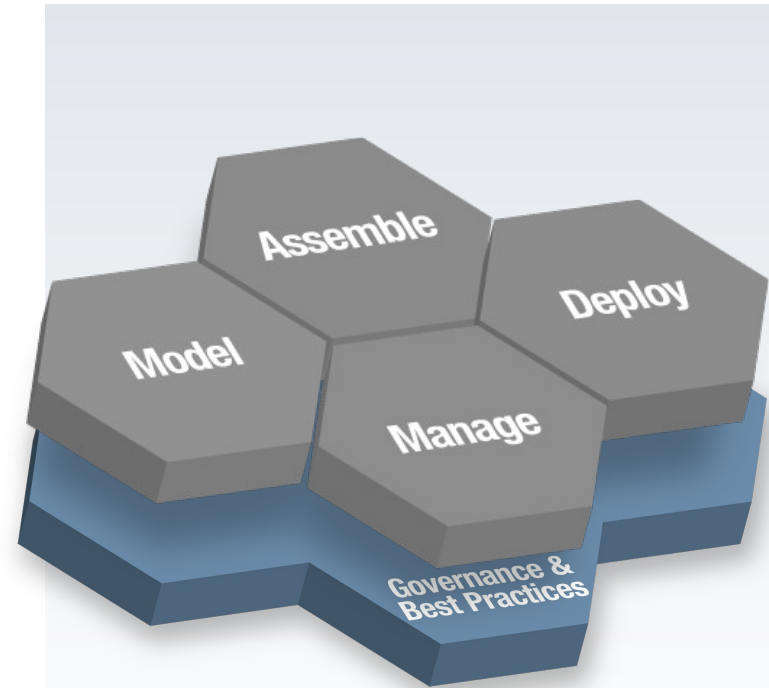 Assemble
Deploy
Model
Manage
Governance &
Best Practices